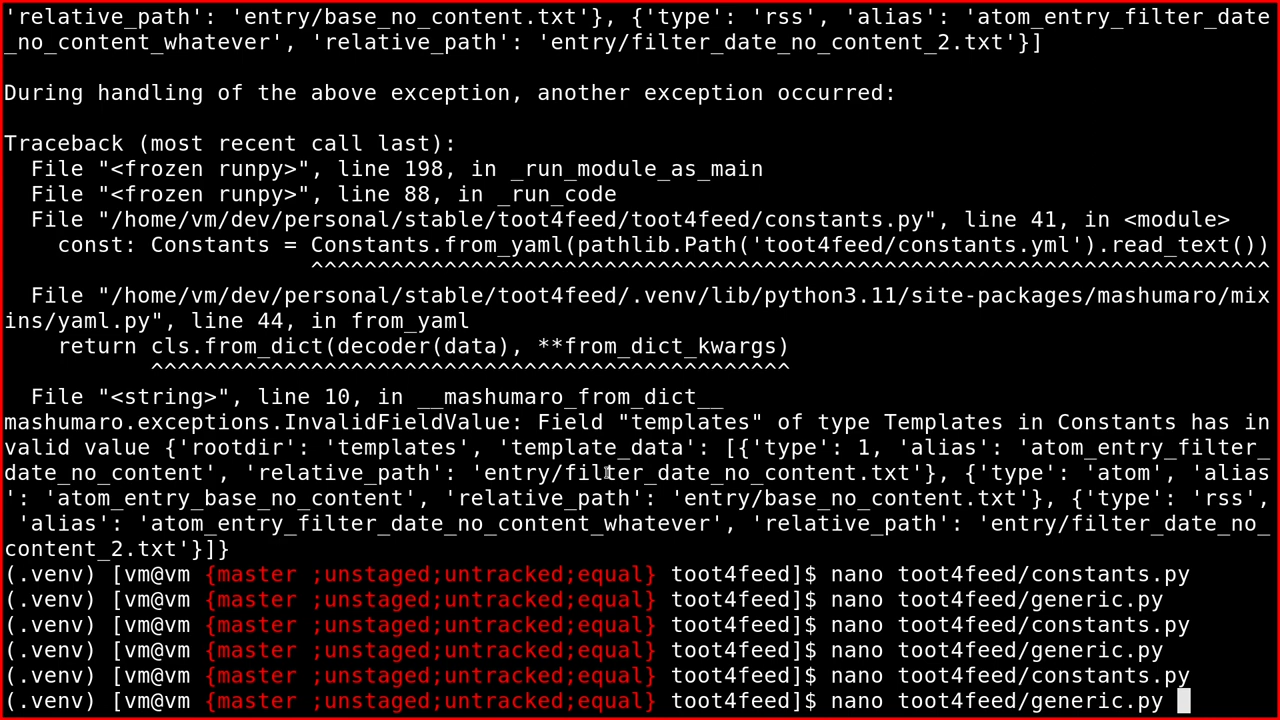 'relative_path': 'entry/base_no_content.txt'}, {'type': 'rss', 'alias': 'atom_entry_filter_date
_no_content_whatever', 'relative_path': 'entry/filter_date_no_content_2.txt'}]
During handling of the above exception, another exception occurred:
Traceback (most recent call last):
  File "<frozen runpy>", line 198, in _run_module_as_main
  File "<frozen runpy>", line 88, in _run_code
  File "/home/vm/dev/personal/stable/toot4feed/toot4feed/constants.py", line 41, in <module>
    const: Constants = Constants.from_yaml(pathlib.Path('toot4feed/constants.yml').read_text())
                       ^^^^^^^^^^^^^^^^^^^^^^^^^^^^^^^^^^^^^^^^^^^^^^^^^^^^^^^^^^^^^^^^^^^^^^^^
  File "/home/vm/dev/personal/stable/toot4feed/.venv/lib/python3.11/site-packages/mashumaro/mix
ins/yaml.py", line 44, in from_yaml
    return cls.from_dict(decoder(data), **from_dict_kwargs)
           ^^^^^^^^^^^^^^^^^^^^^^^^^^^^^^^^^^^^^^^^^^^^^^^^
  File "<string>", line 10, in __mashumaro_from_dict__
mashumaro.exceptions.InvalidFieldValue: Field "templates" of type Templates in Constants has in
valid value {'rootdir': 'templates', 'template_data': [{'type': 1, 'alias': 'atom_entry_filter_
date_no_content', 'relative_path': 'entry/filter_date_no_content.txt'}, {'type': 'atom', 'alias
': 'atom_entry_base_no_content', 'relative_path': 'entry/base_no_content.txt'}, {'type': 'rss',
 'alias': 'atom_entry_filter_date_no_content_whatever', 'relative_path': 'entry/filter_date_no_
content_2.txt'}]}
(.venv) [vm@vm {master ;unstaged;untracked;equal} toot4feed]$ nano toot4feed/constants.py
(.venv) [vm@vm {master ;unstaged;untracked;equal} toot4feed]$ nano toot4feed/generic.py
(.venv) [vm@vm {master ;unstaged;untracked;equal} toot4feed]$ nano toot4feed/constants.py
(.venv) [vm@vm {master ;unstaged;untracked;equal} toot4feed]$ nano toot4feed/generic.py
(.venv) [vm@vm {master ;unstaged;untracked;equal} toot4feed]$ nano toot4feed/constants.py
(.venv) [vm@vm {master ;unstaged;untracked;equal} toot4feed]$ nano toot4feed/generic.py